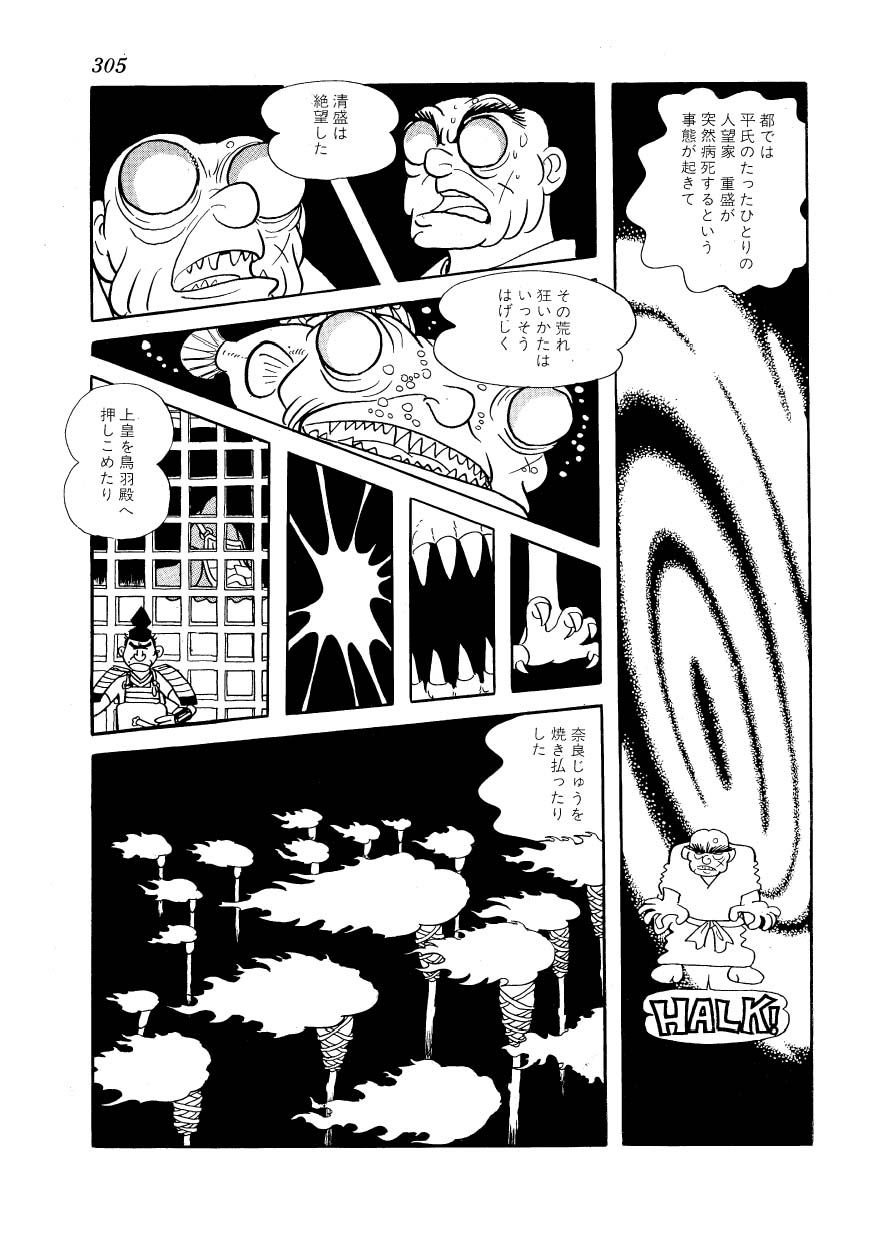 305
都では
平氏のたったひとりの
人望家 重盛が
突然病死するという
事態が起きて
HALK!
清盛は
絶望した
その荒れ
狂いかたは
いっそう
はげしく
上皇を鳥羽殿へ
押しこめたり
奈良じゅうを
焼き払ったり
した